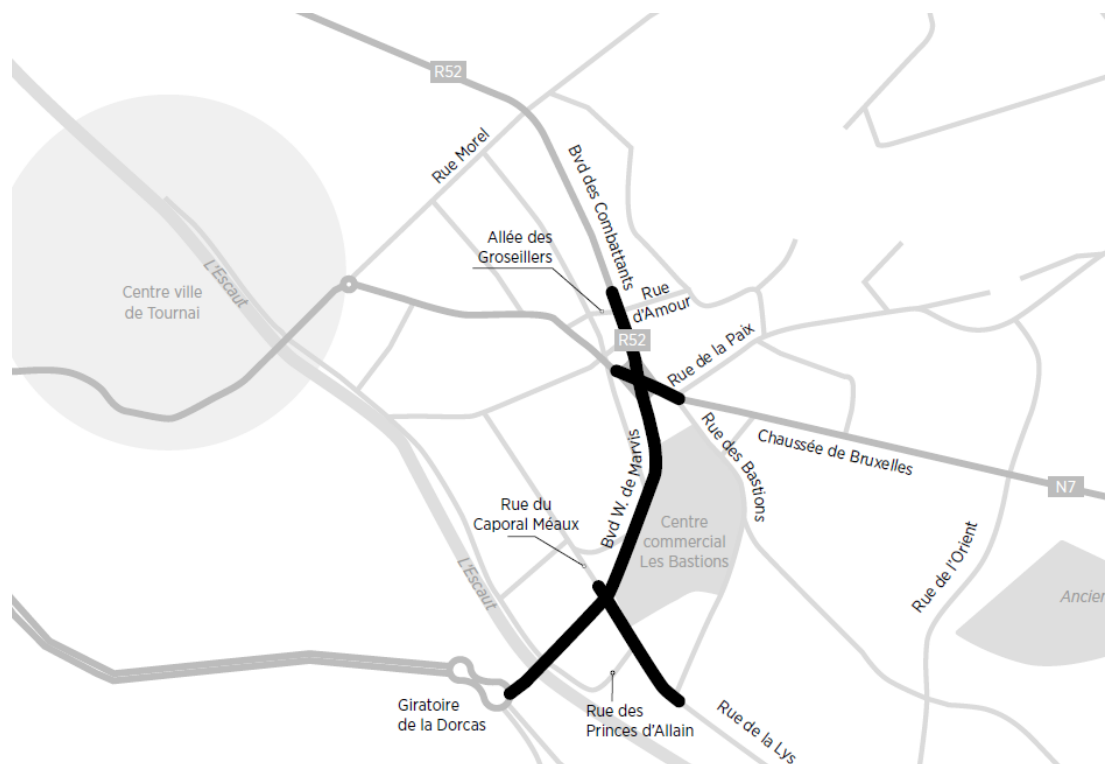 R52
Rue Morel
Bvd des Combattants
Allée des
Groseillers
L'Escaut
Centre ville
de Tournai
Rue
d'Amour
R52
Rue de la Paix
Rue des Bastions
Chaussée de Bruxelles
N7
Bvd W. de Marvis
Rue du
Caporal Méaux
Centre
commercial
Les Bastions
L'Escaut
Rue de l'Orient
Ancien
Giratoire
de la Dorcas
Rue des
Princes d'Allain
Rue de la Lys